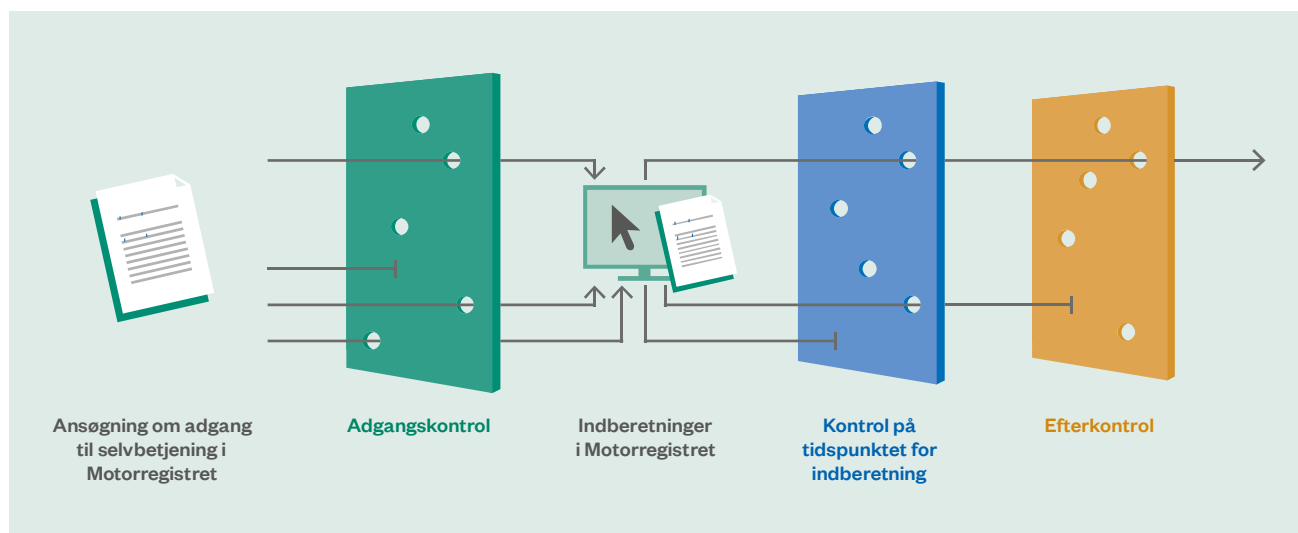 Ansøgning om adgang
til selvbetjening i
Motorregistret
Adgangskontrol
Indberetninger
i Motorregistret
Kontrol på
tidspunktet for
indberetning
Efterkontrol